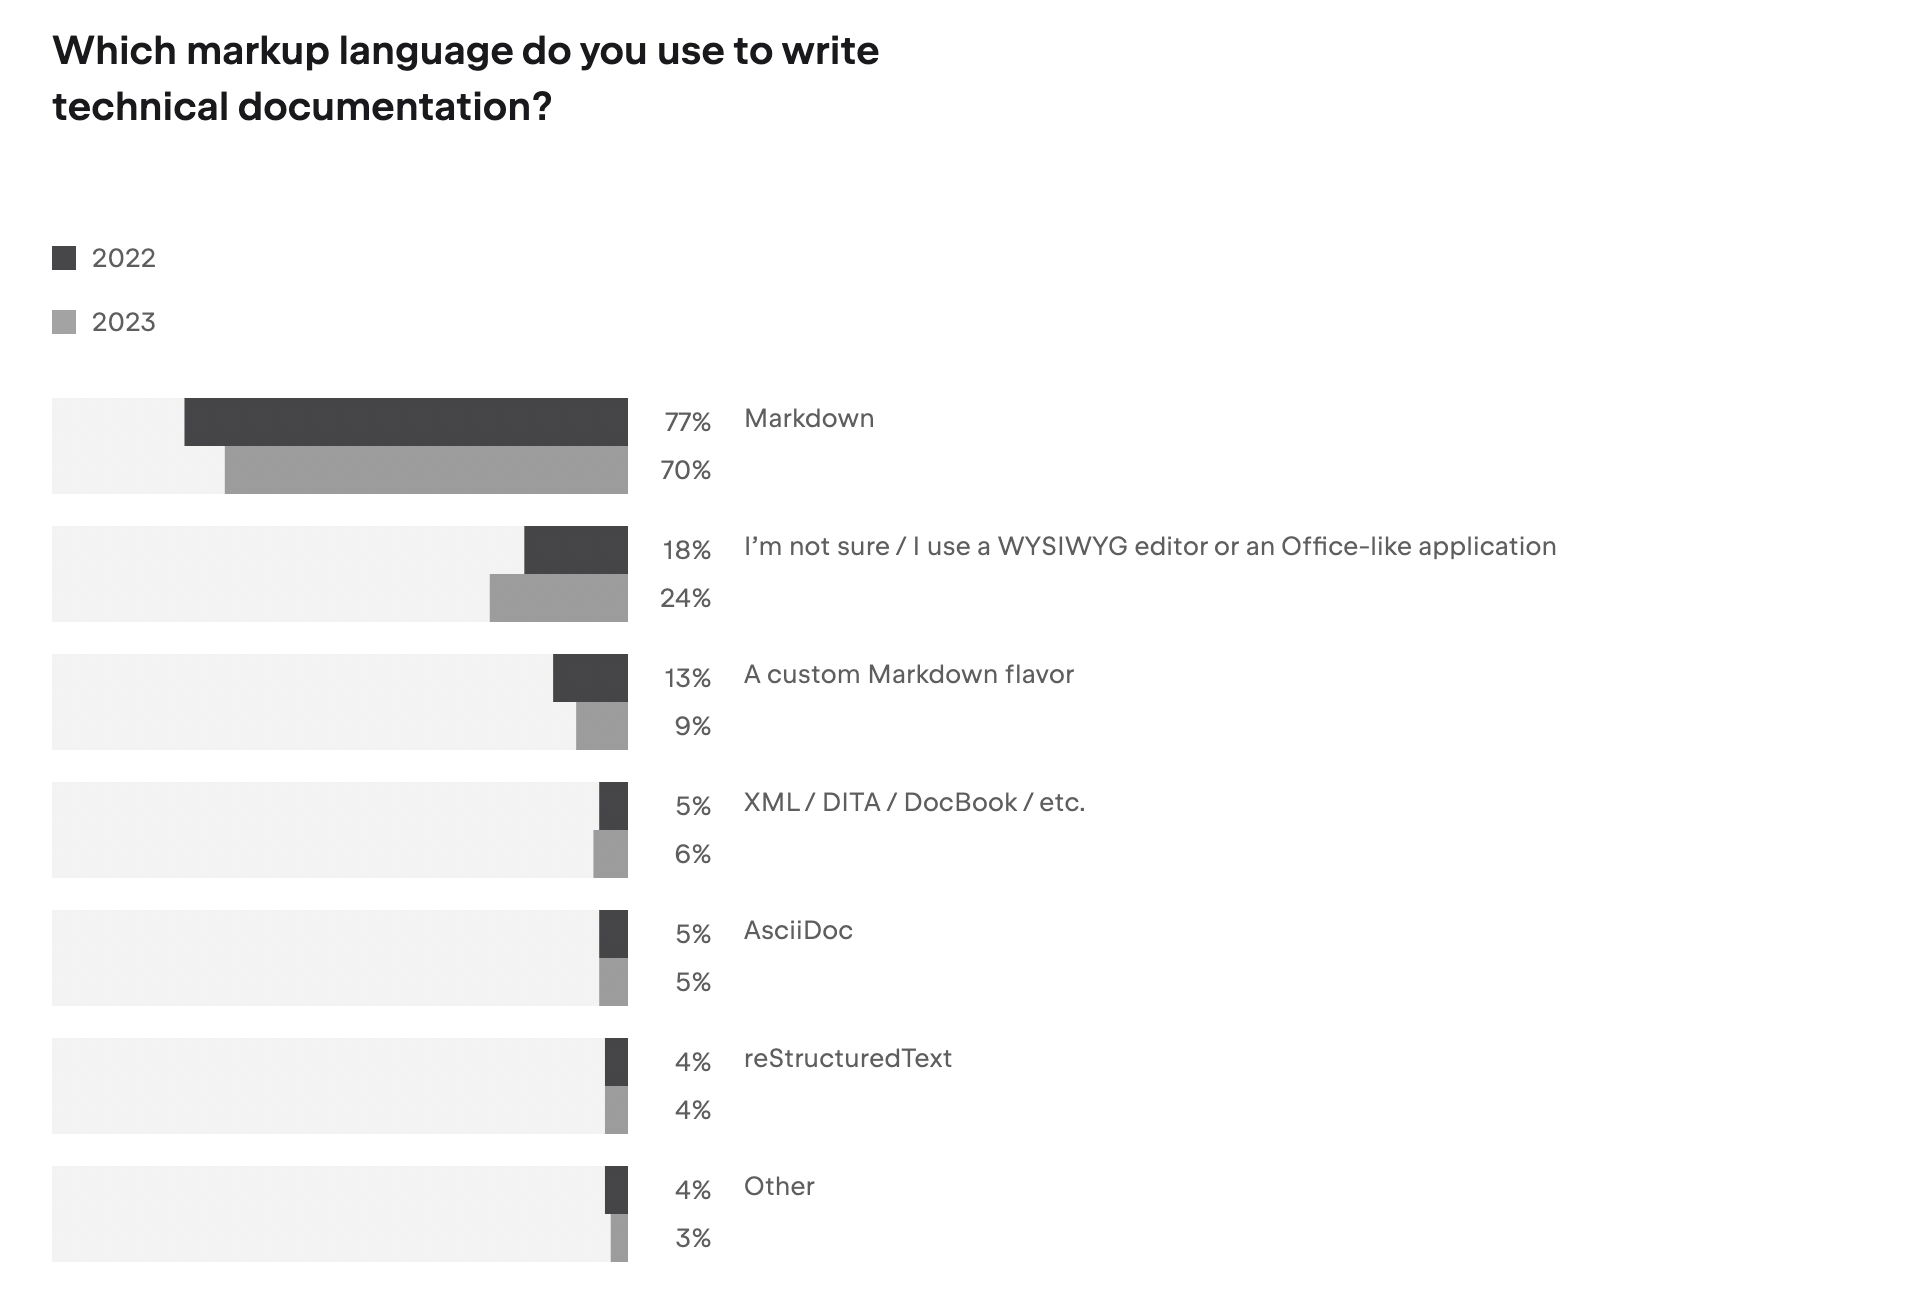 Which markup language do you use to write
technical documentation?
2022
2023
77% Markdown
70%
18% I’m not sure / I use a WYSIWYG editor or an Office-like application
24%
13% A custom Markdown flavor
9%
5% XML / DITA / DocBook / etc.
6%
5% AsciiDoc
5%
4% reStructuredText
4%
4% Other
3%